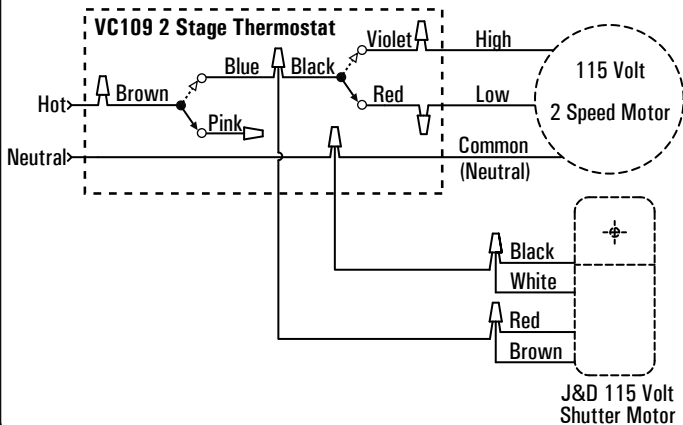 VC109 2 Stage Thermostat
Violet
High
Blue
Black
115 Volt
2 Speed Motor
Hot
Brown
Red
Low
Pink
Neutral
Common
(Neutral)
Black
White
Red
Brown
J&D 115 Volt
Shutter Motor